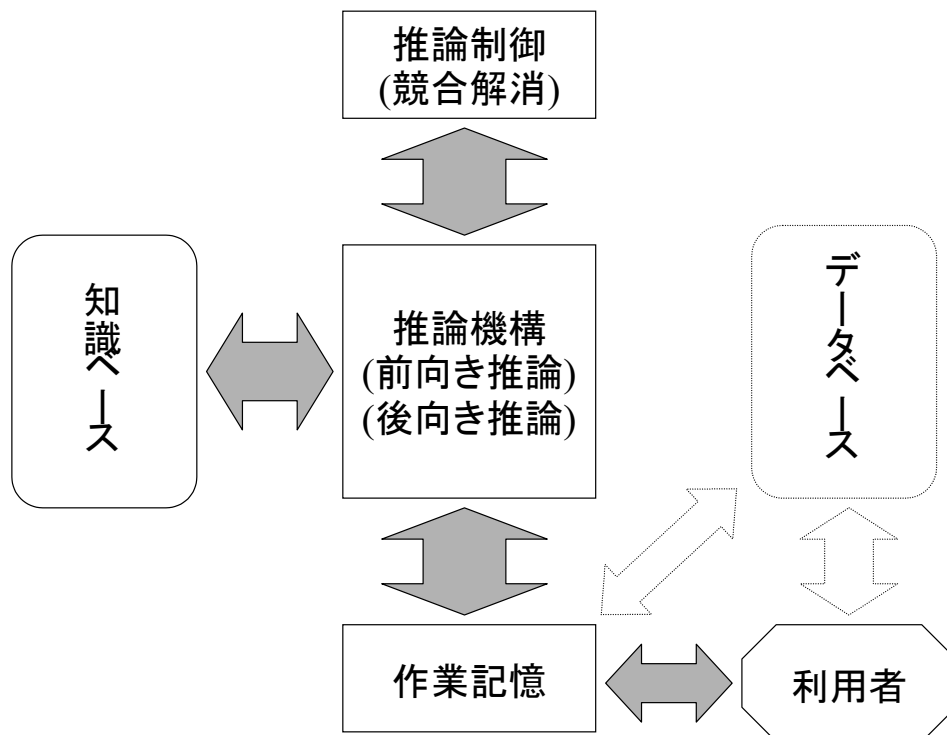 推論制御
(競合解消)
知識ベース
推論機構
(前向き推論)
(後向き推論)
データベース
作業記憶
利用者